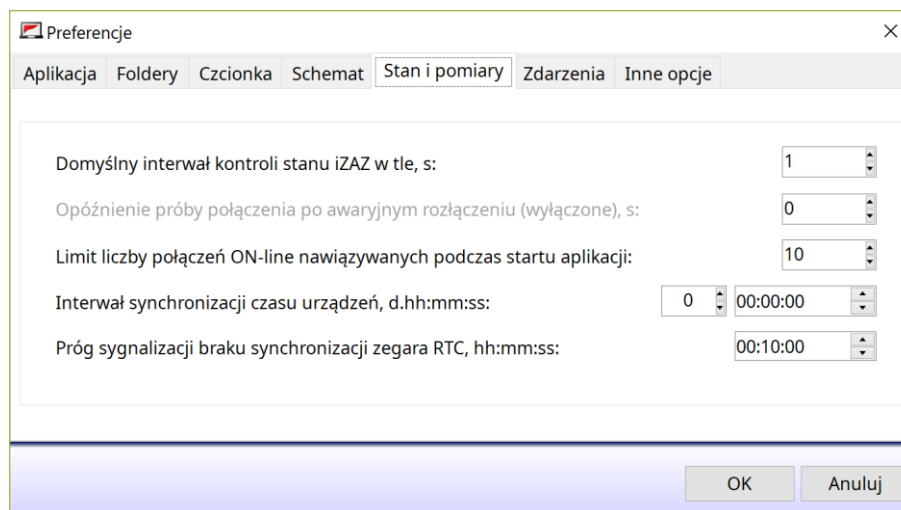 Preferencje
Aplikacja Foldery Czcionka Schemat Stan i pomiary Zdarzenia Inne opcje
Domyślny interwał kontroli stanu iZAZ w tle, s: 1
Opóźnienie próby połączenia po awaryjnym rozłączeniu (wyłączone), s: 0
Limit liczby połączeń ON-line nawiązywanych podczas startu aplikacji: 10
Interwał synchronizacji czasu urządzeń, d.hh:mm:ss: 0 00:00:00
Próg sygnalizacji braku synchronizacji zegara RTC, hh:mm:ss: 00:10:00
OK Anuluj